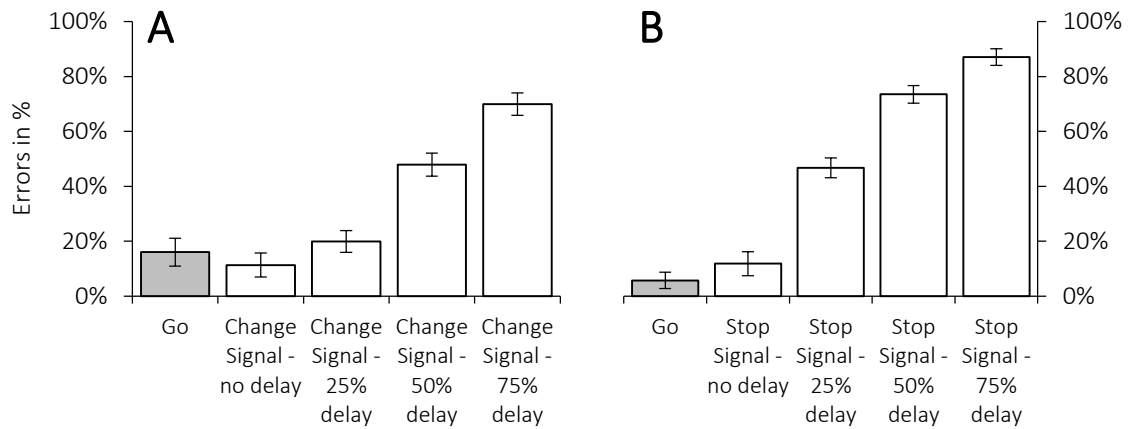 A
B
Errors in %
100%
80%
60%
40%
20%
0%
100%
80%
60%
40%
20%
0%
Go
Change
Signal -
no delay
Change
Signal -
25%
delay
Change
Signal -
50%
delay
Change
Signal -
75%
delay
Go
Stop
Signal -
no delay
Stop
Signal -
25%
delay
Stop
Signal -
50%
delay
Stop
Signal -
75%
delay